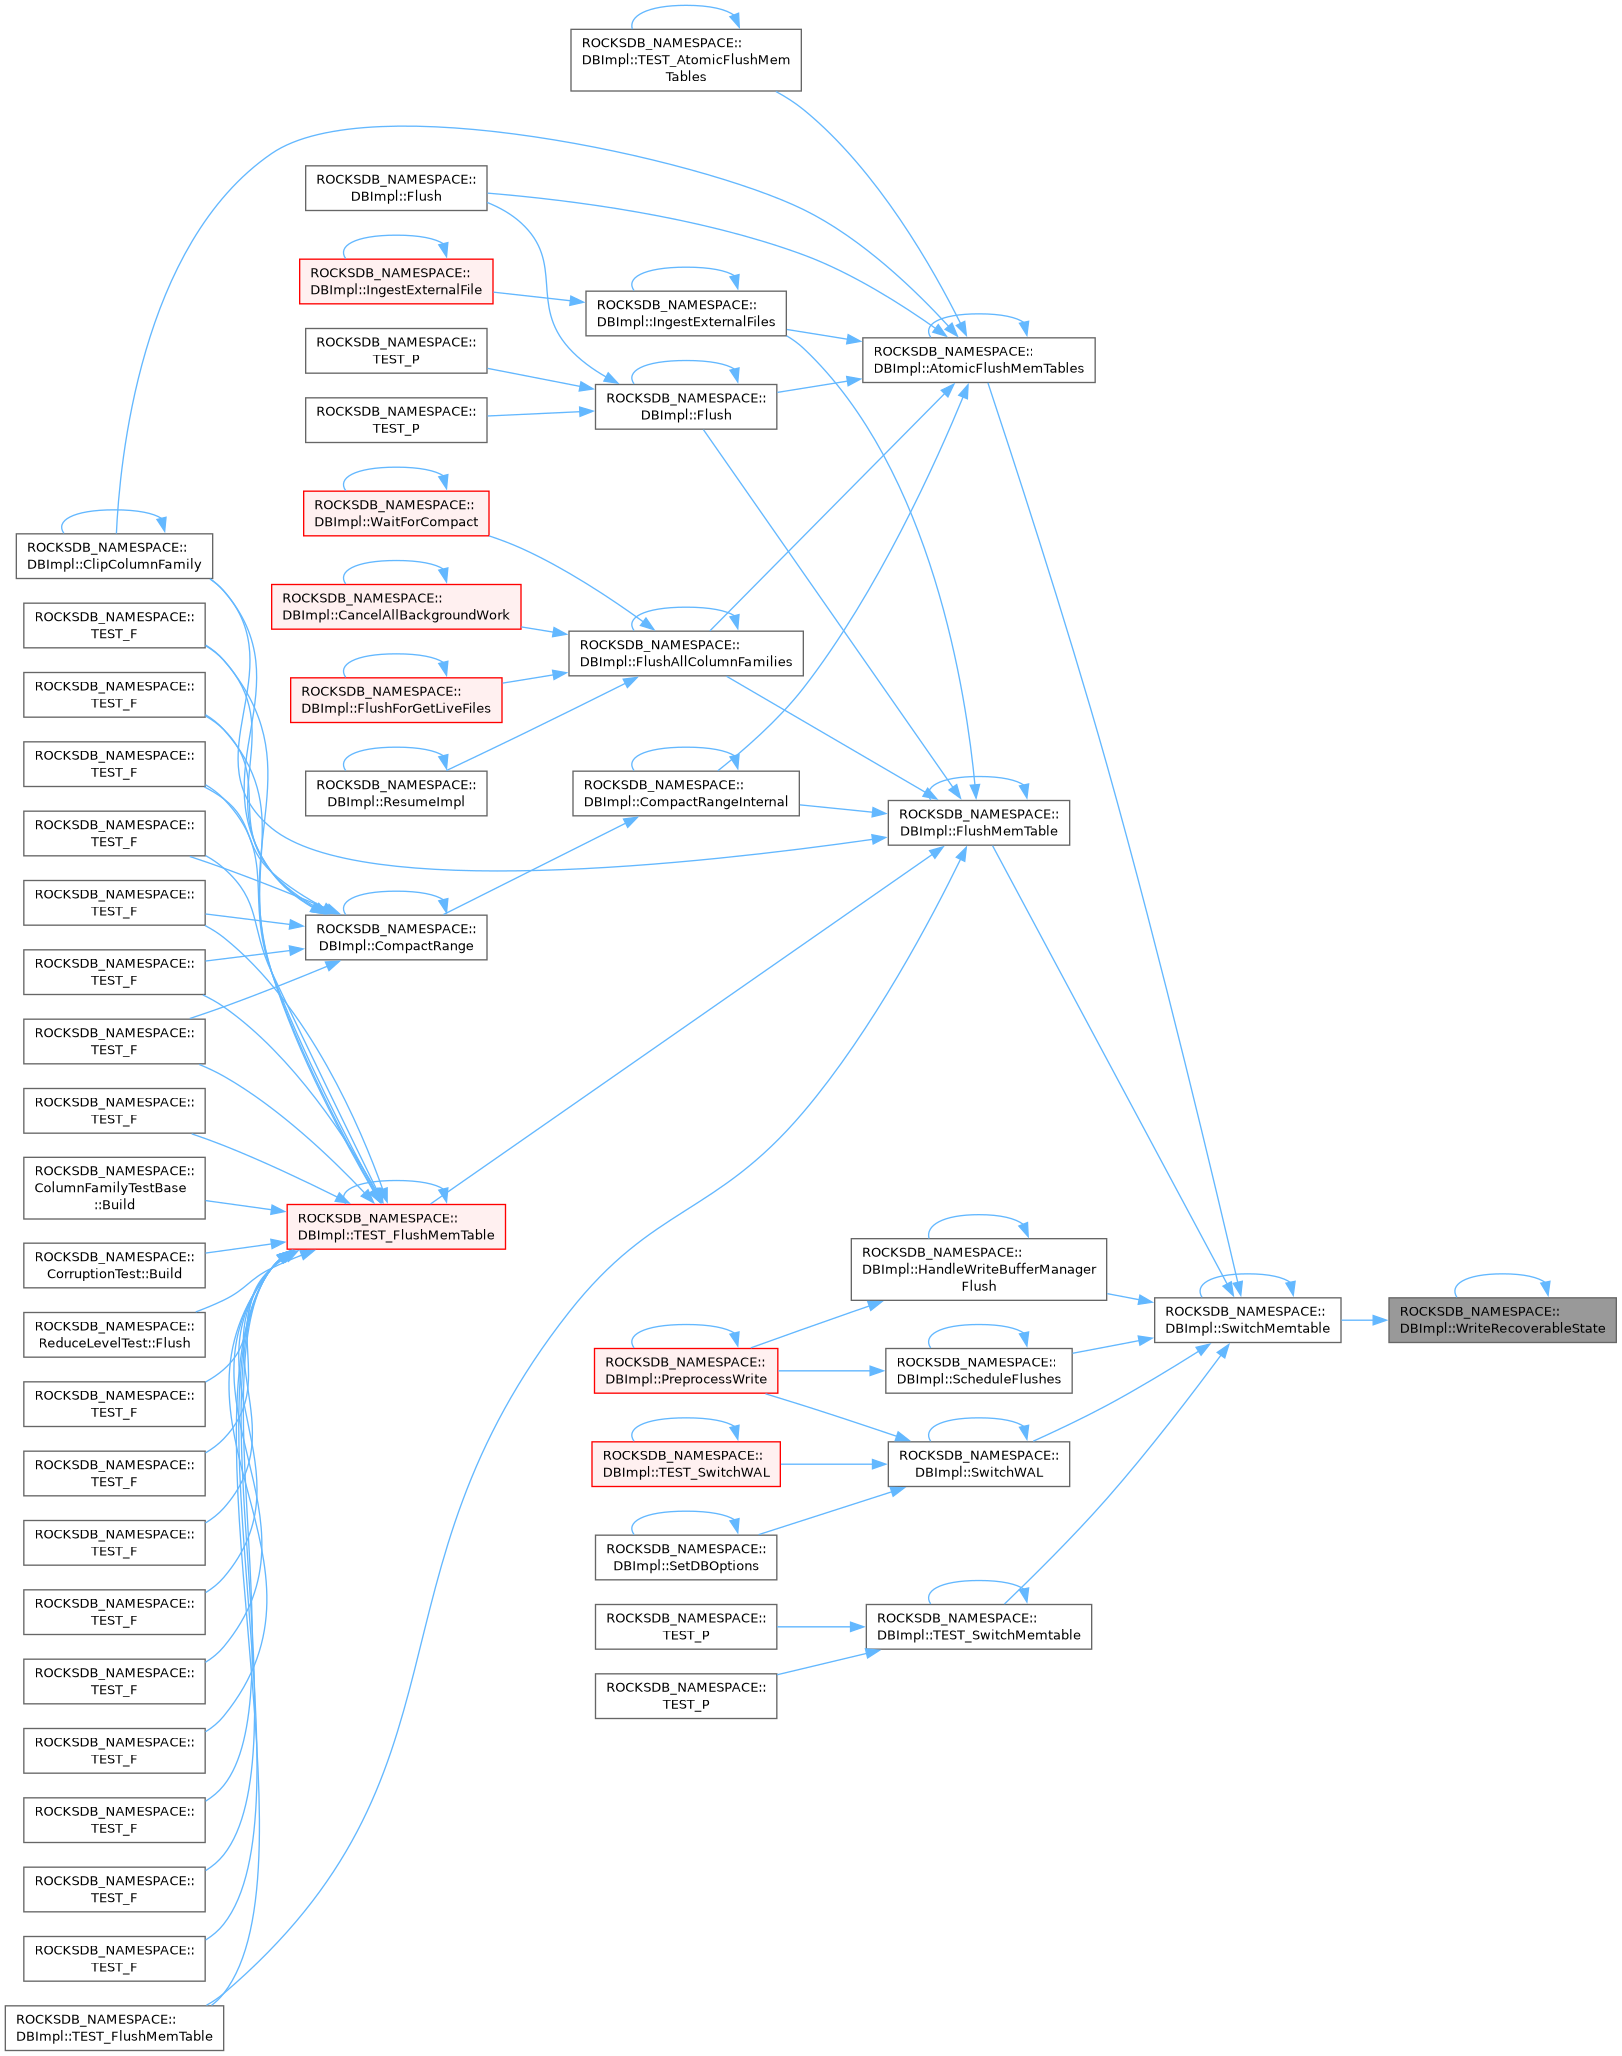 ROCKSDB_NAMESPACE::
DBImpl::TEST_AtomicFlushMem
Tables
ROCKSDB_NAMESPACE::
DBImpl::Flush
ROCKSDB_NAMESPACE::
DBImpl::IngestExternalFile
ROCKSDB_NAMESPACE::
DBImpl::IngestExternalFiles
ROCKSDB_NAMESPACE::
TEST_P
ROCKSDB_NAMESPACE::
DBImpl::AtomicFlushMemTables
ROCKSDB_NAMESPACE::
DBImpl::Flush
ROCKSDB_NAMESPACE::
TEST_P
ROCKSDB_NAMESPACE::
DBImpl::WaitForCompact
ROCKSDB_NAMESPACE::
DBImpl::ClipColumnFamily
ROCKSDB_NAMESPACE::
DBImpl::CancelAllBackgroundWork
ROCKSDB_NAMESPACE::
TEST_F
ROCKSDB_NAMESPACE::
DBImpl::FlushAllColumnFamilies
ROCKSDB_NAMESPACE::
TEST_F
ROCKSDB_NAMESPACE::
DBImpl::FlushForGetLiveFiles
ROCKSDB_NAMESPACE::
TEST_F
ROCKSDB_NAMESPACE::
DBImpl::ResumeImpl
ROCKSDB_NAMESPACE::
DBImpl::CompactRangeInternal
ROCKSDB_NAMESPACE::
DBImpl::FlushMemTable
ROCKSDB_NAMESPACE::
TEST_F
ROCKSDB_NAMESPACE::
TEST_F
ROCKSDB_NAMESPACE::
DBImpl::CompactRange
ROCKSDB_NAMESPACE::
TEST_F
ROCKSDB_NAMESPACE::
TEST_F
ROCKSDB_NAMESPACE::
TEST_F
ROCKSDB_NAMESPACE::
ColumnFamilyTestBase
::Build
ROCKSDB_NAMESPACE::
DBImpl::TEST_FlushMemTable
ROCKSDB_NAMESPACE::
CorruptionTest::Build
ROCKSDB_NAMESPACE::
DBImpl::HandleWriteBufferManager
Flush
ROCKSDB_NAMESPACE::
ReduceLevelTest::Flush
ROCKSDB_NAMESPACE::
DBImpl::SwitchMemtable
ROCKSDB_NAMESPACE::
DBImpl::WriteRecoverableState
ROCKSDB_NAMESPACE::
DBImpl::PreprocessWrite
ROCKSDB_NAMESPACE::
DBImpl::ScheduleFlushes
ROCKSDB_NAMESPACE::
TEST_F
ROCKSDB_NAMESPACE::
DBImpl::TEST_SwitchWAL
ROCKSDB_NAMESPACE::
DBImpl::SwitchWAL
ROCKSDB_NAMESPACE::
TEST_F
ROCKSDB_NAMESPACE::
TEST_F
ROCKSDB_NAMESPACE::
DBImpl::SetDBOptions
ROCKSDB_NAMESPACE::
TEST_F
ROCKSDB_NAMESPACE::
TEST_P
ROCKSDB_NAMESPACE::
DBImpl::TEST_SwitchMemtable
ROCKSDB_NAMESPACE::
TEST_F
ROCKSDB_NAMESPACE::
TEST_P
ROCKSDB_NAMESPACE::
TEST_F
ROCKSDB_NAMESPACE::
TEST_F
ROCKSDB_NAMESPACE::
TEST_F
ROCKSDB_NAMESPACE::
TEST_F
ROCKSDB_NAMESPACE::
DBImpl::TEST_FlushMemTable